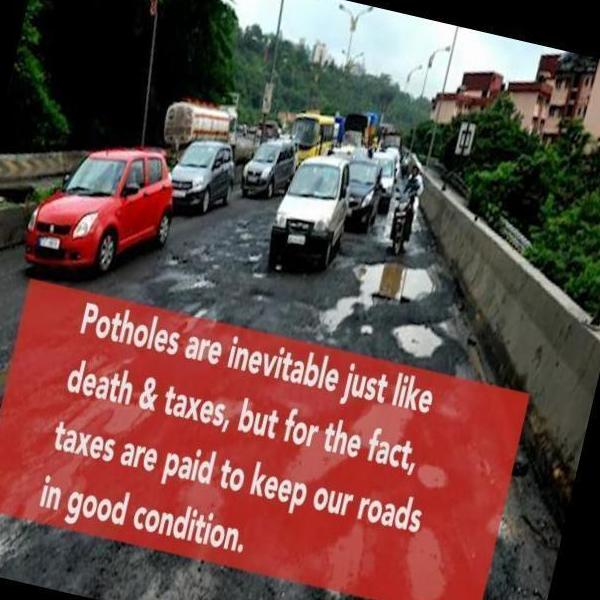 Potholes are inevitable just like
death & taxes, but for the fact,
taxes are paid to keep our roads
in good condition.